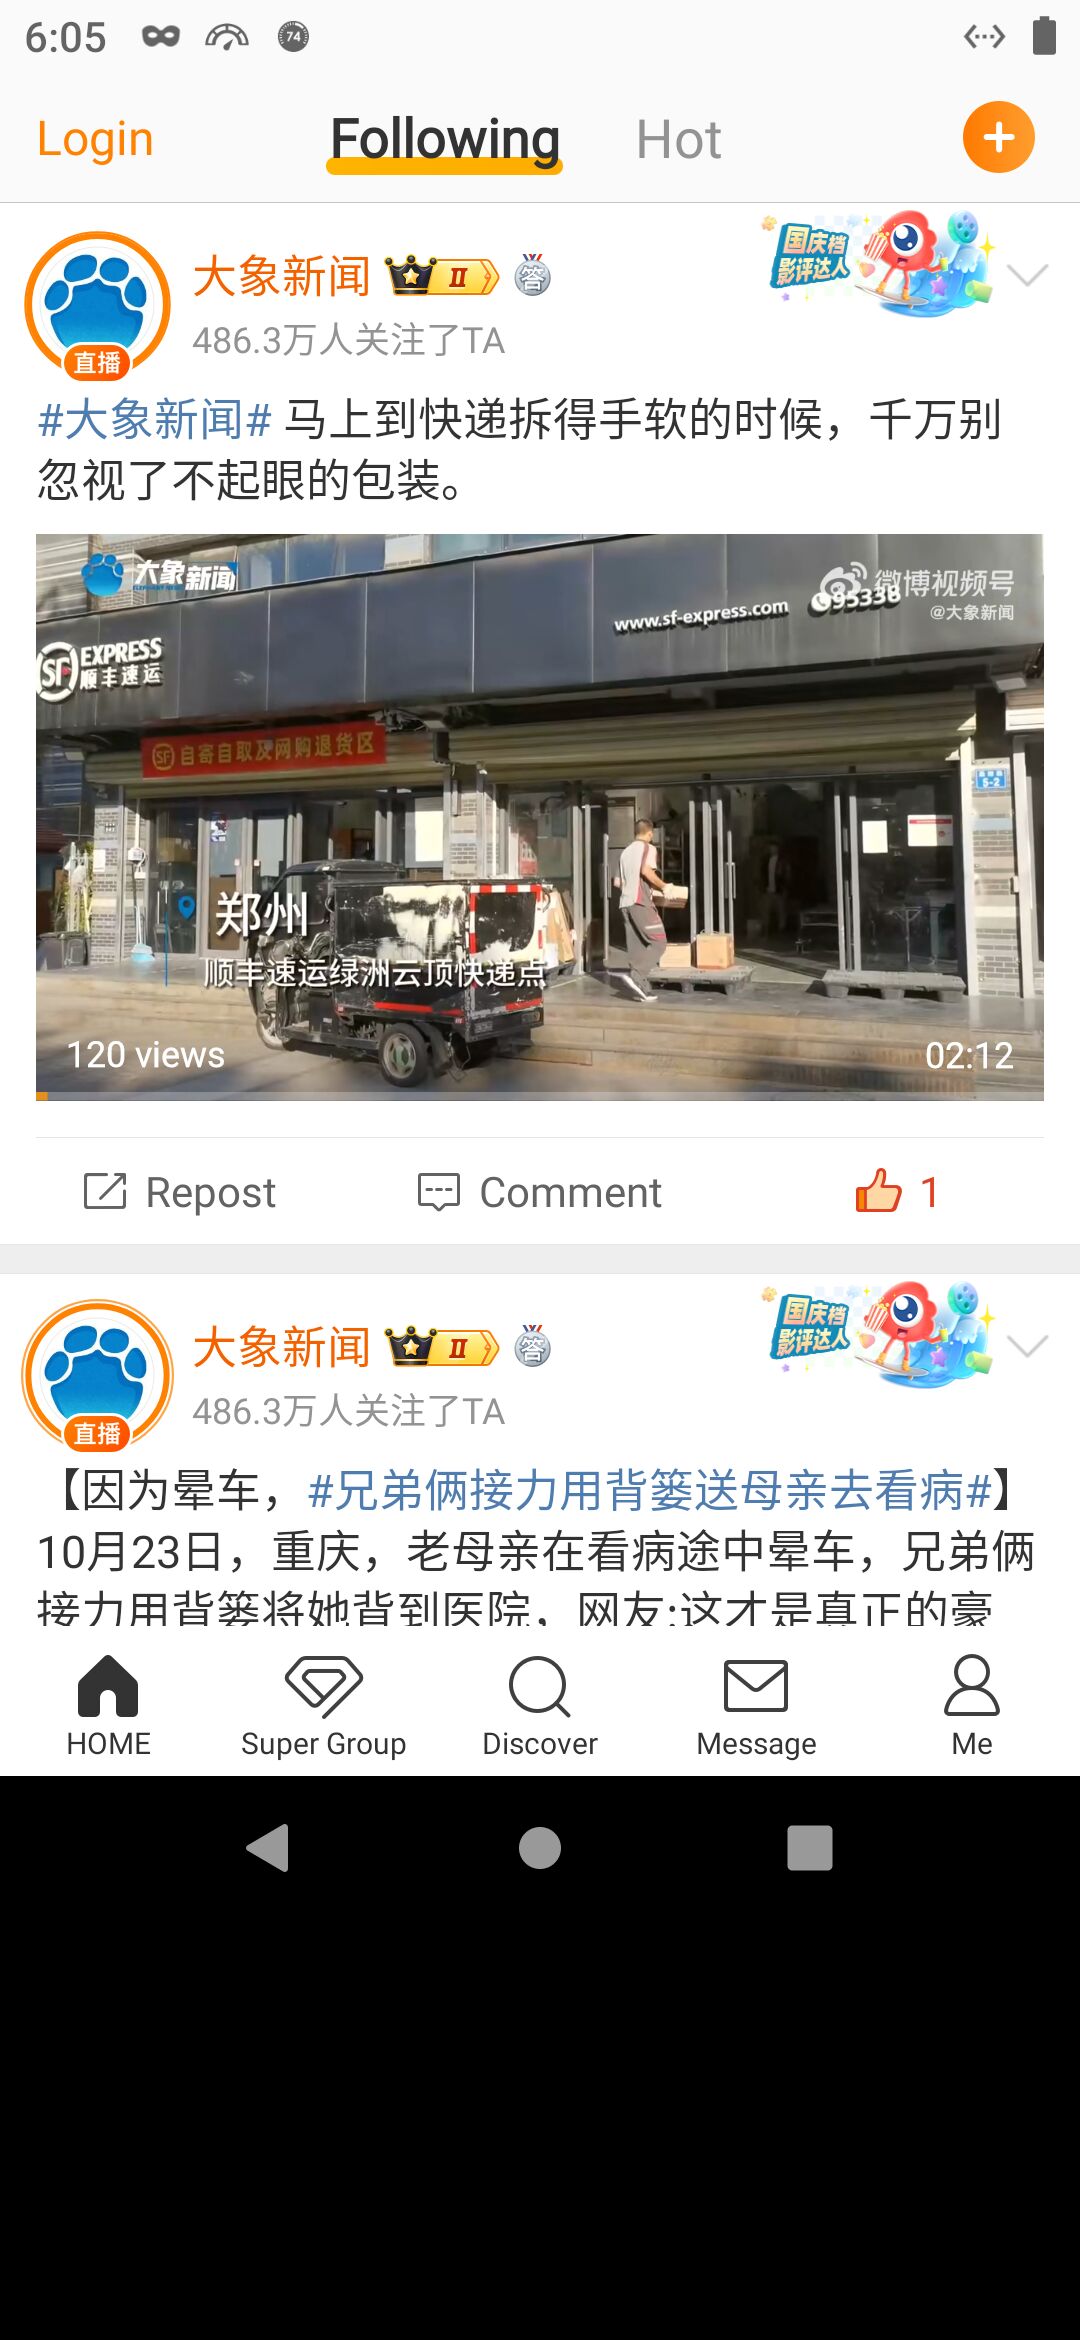 6:05
74
Login
Following
Hot
大象新闻
II
答
国庆档
影评达人
486.3万人关注了TA
直播
#大象新闻# 马上到快递拆得手软的时候，千万别
忽视了不起眼的包装。
大象新闻
微博视频号
@大象新闻
www.sf-express.com
95338
SF EXPRESS
顺丰速运
SF 自寄自取及网购退货区
5-2
郑州
顺丰速运绿洲云顶快递点
120 views
02:12
Repost
Comment
1
大象新闻
II
答
国庆档
影评达人
486.3万人关注了TA
直播
【因为晕车，#兄弟俩接力用背篓送母亲去看病#】
10月23日，重庆，老母亲在看病途中晕车，兄弟俩
接力用背篓将她背到医院，网友:这才是真正的豪
HOME
Super Group
Discover
Message
Me